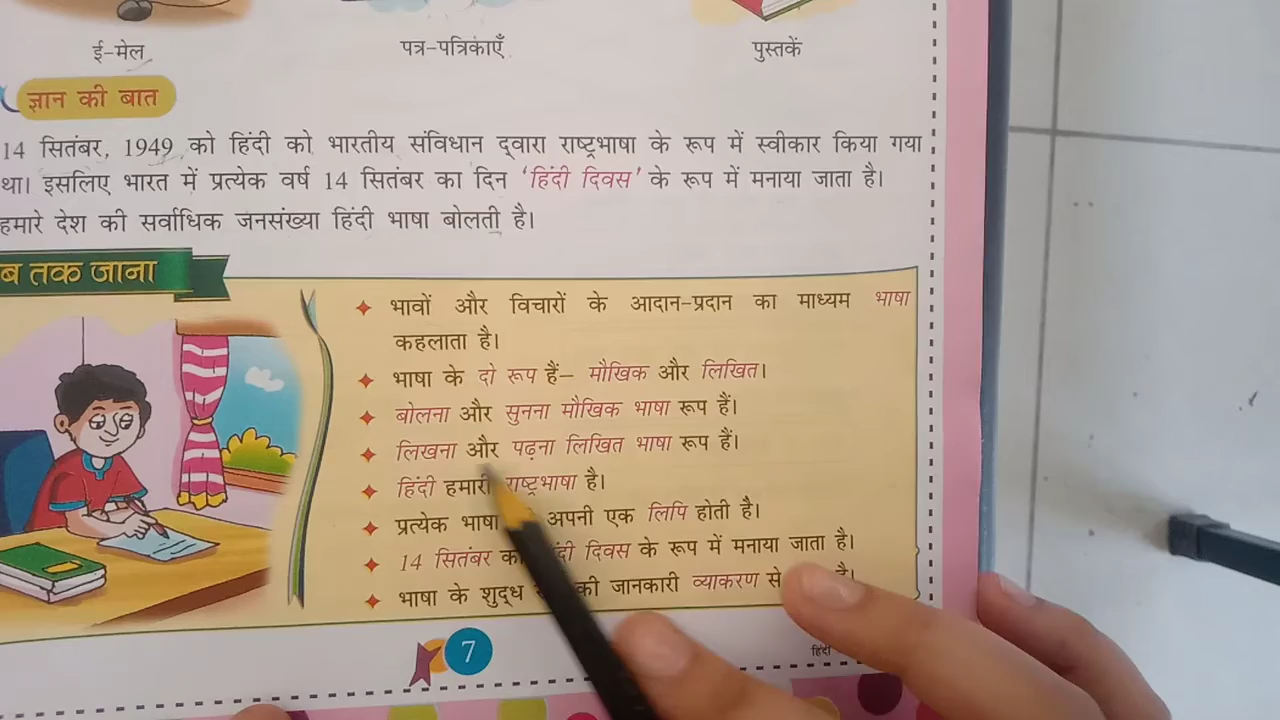 ई-मेल पत्र-पत्रिकाएँ पुस्तकें
ज्ञान की बात
14 सितंबर, 1949 को हिंदी को भारतीय संविधान द्वारा राष्ट्रभाषा के रूप में स्वीकार किया गया
था। इसलिए भारत में प्रत्येक वर्ष 14 सितंबर का दिन 'हिंदी दिवस' के रूप में मनाया जाता है।
हमारे देश की सर्वाधिक जनसंख्या हिंदी भाषा बोलती है।
ब तक जाना
भावों और विचारों के आदान-प्रदान का माध्यम भाषा
कहलाता है।
भाषा के दो रूप हैं– मौखिक और लिखित।
बोलना और सुनना मौखिक भाषा रूप हैं।
लिखना और पढ़ना लिखित भाषा रूप हैं।
हिंदी हमारी राष्ट्रभाषा है।
प्रत्येक भाषा अपनी एक लिपि होती है।
14 सितंबर दिवस के रूप में मनाया जाता है।
भाषा के शुद्ध की जानकारी व्याकरण से है।
7
हिंदी